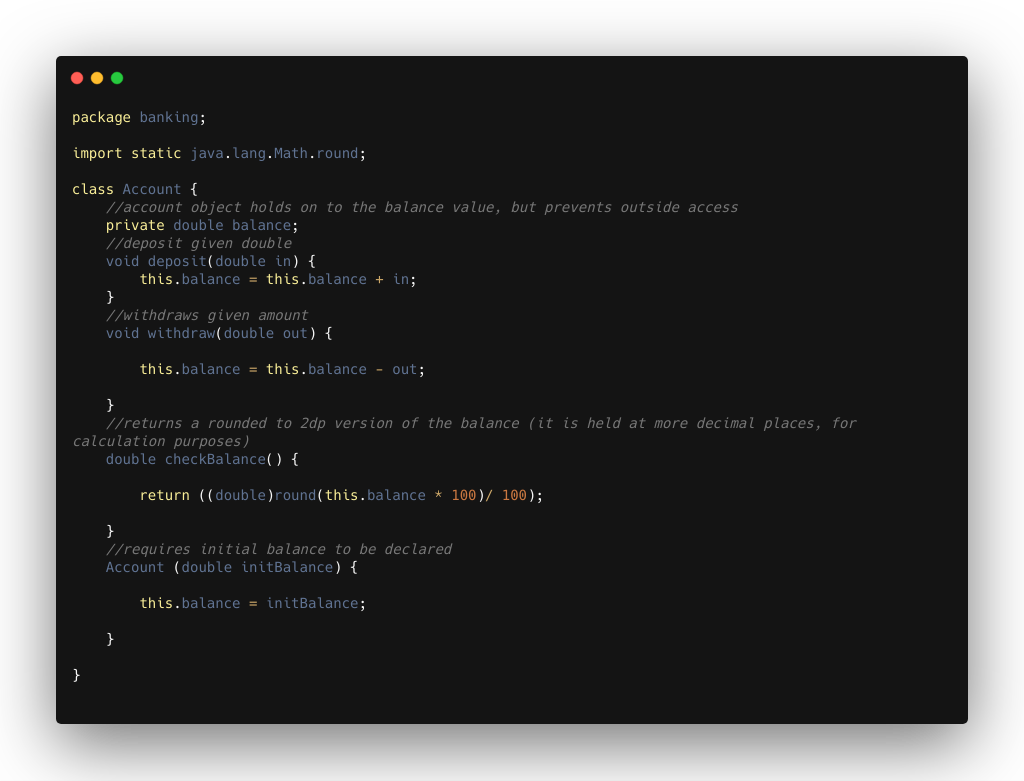 package banking;
import static java.lang.Math.round;
class Account {
    //account object holds on to the balance value, but prevents outside access
    private double balance;
    //deposit given double
    void deposit(double in) {
        this.balance = this.balance + in;
    }
    //withdraws given amount
    void withdraw(double out) {
        this.balance = this.balance - out;
    }
    //returns a rounded to 2dp version of the balance (it is held at more decimal places, for
calculation purposes)
    double checkBalance() {
        return ((double)round(this.balance * 100)/ 100);
    }
    //requires initial balance to be declared
    Account (double initBalance) {
        this.balance = initBalance;
    }
}